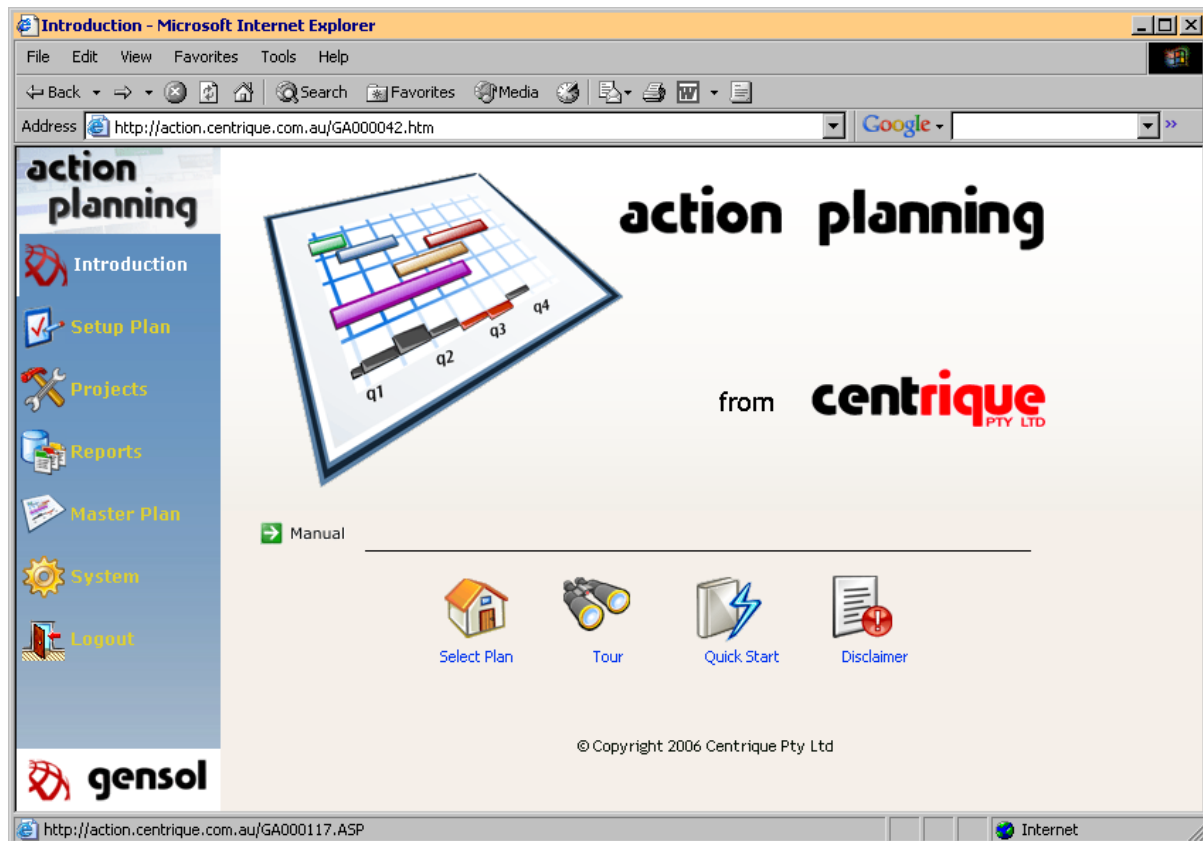 Introduction - Microsoft Internet Explorer
File Edit View Favorites Tools Help
Back Search Favorites Media
Address http://action.centrique.com.au/GA000042.htm Google
action
planning
Introduction
Setup Plan
Projects
Reports
Master Plan
System
Logout
gensol
q1 q2 q3 q4
action planning
from centrique
PTY LTD
Manual
Select Plan Tour Quick Start Disclaimer
© Copyright 2006 Centrique Pty Ltd
http://action.centrique.com.au/GA000117.ASP Internet